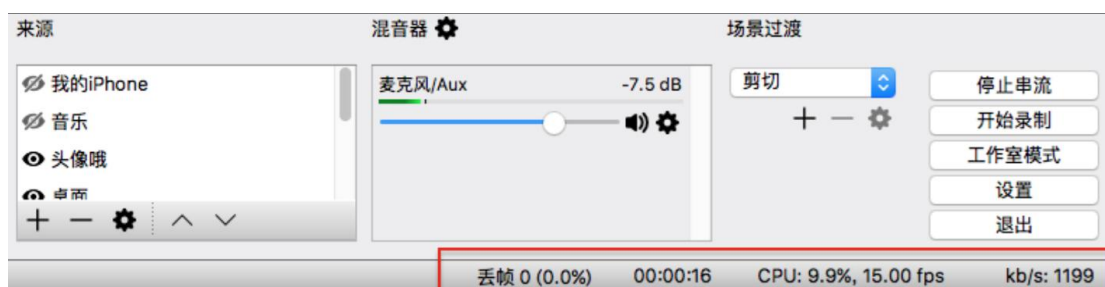 来源
混音器
场景过渡
我的iPhone
音乐
头像哦
桌面
麦克风/Aux -7.5 dB
剪切
停止串流
开始录制
工作室模式
设置
退出
丢帧 0 (0.0%) 00:00:16 CPU: 9.9%, 15.00 fps kb/s: 1199